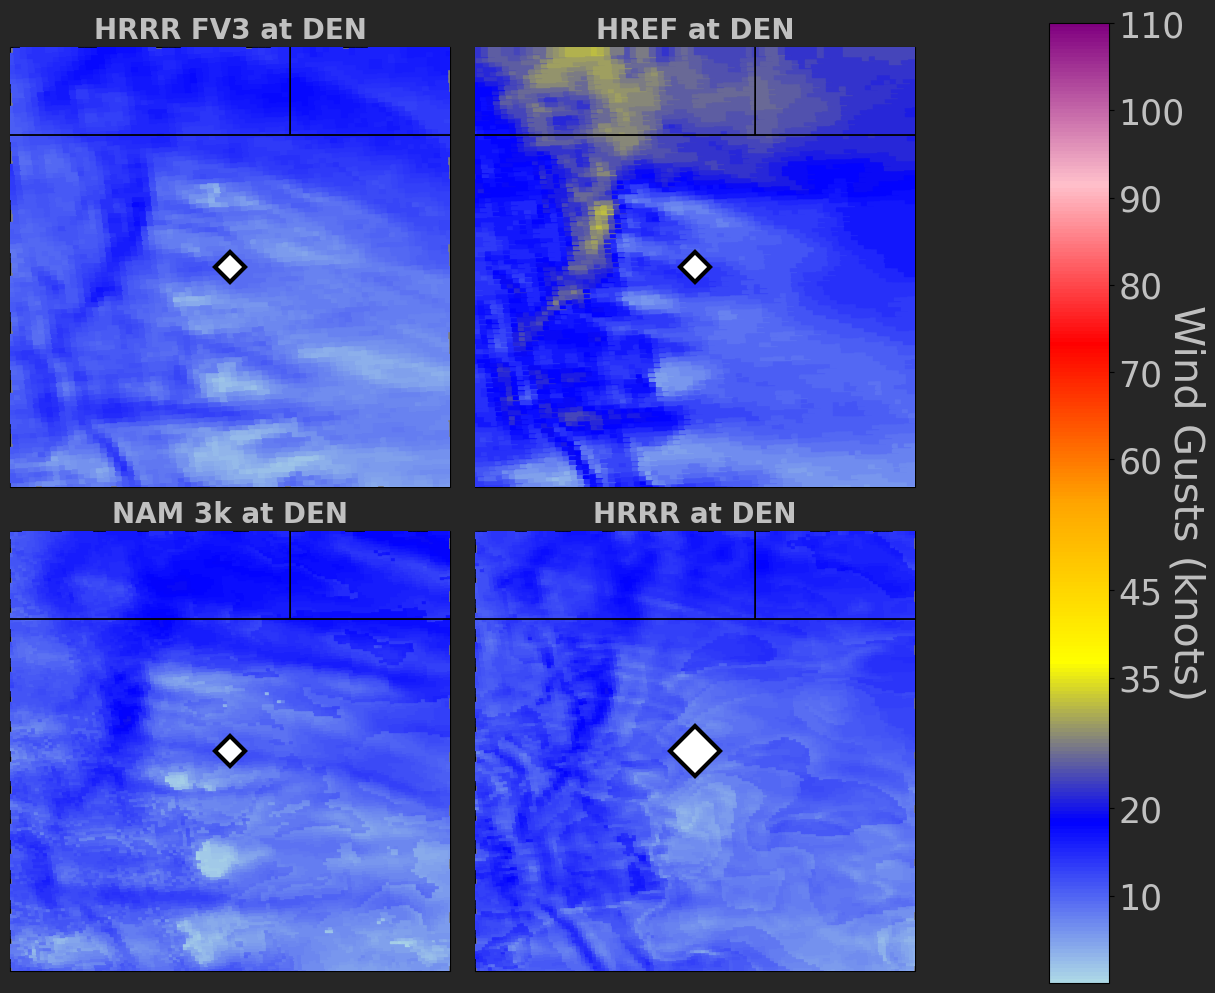 HRRR FV3 at DEN
HREF at DEN
NAM 3k at DEN
HRRR at DEN
110
100
90
80
70
60
45
35
20
10
Wind Gusts (knots)